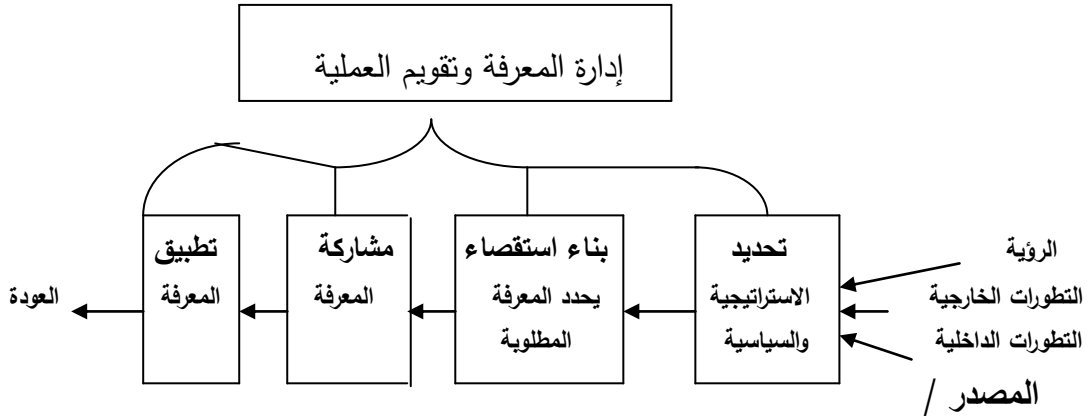 إدارة المعرفة وتقويم العملية
الرؤية
التطورات الخارجية
التطورات الداخلية
تحديد
الاستراتيجية
والسياسية
بناء استقصاء
يحدد المعرفة
المطلوبة
مشاركة
المعرفة
تطبيق
المعرفة
العودة
المصدر /